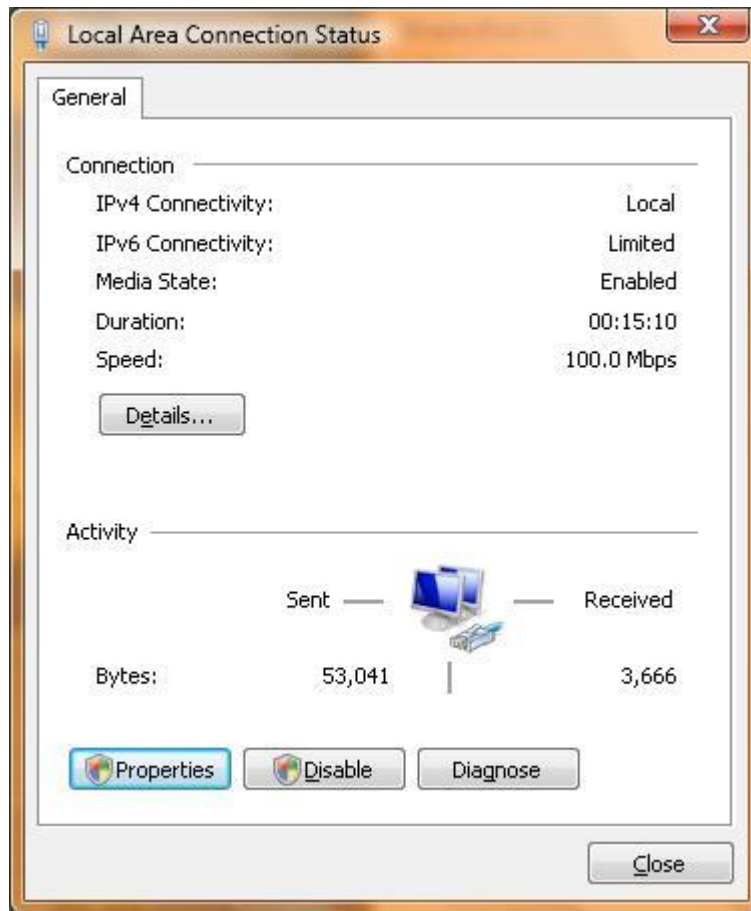 Local Area Connection Status
General
Connection
IPv4 Connectivity: Local
IPv6 Connectivity: Limited
Media State: Enabled
Duration: 00:15:10
Speed: 100.0 Mbps
Details...
Activity
Sent Received
Bytes: 53,041 3,666
Properties Disable Diagnose
Close